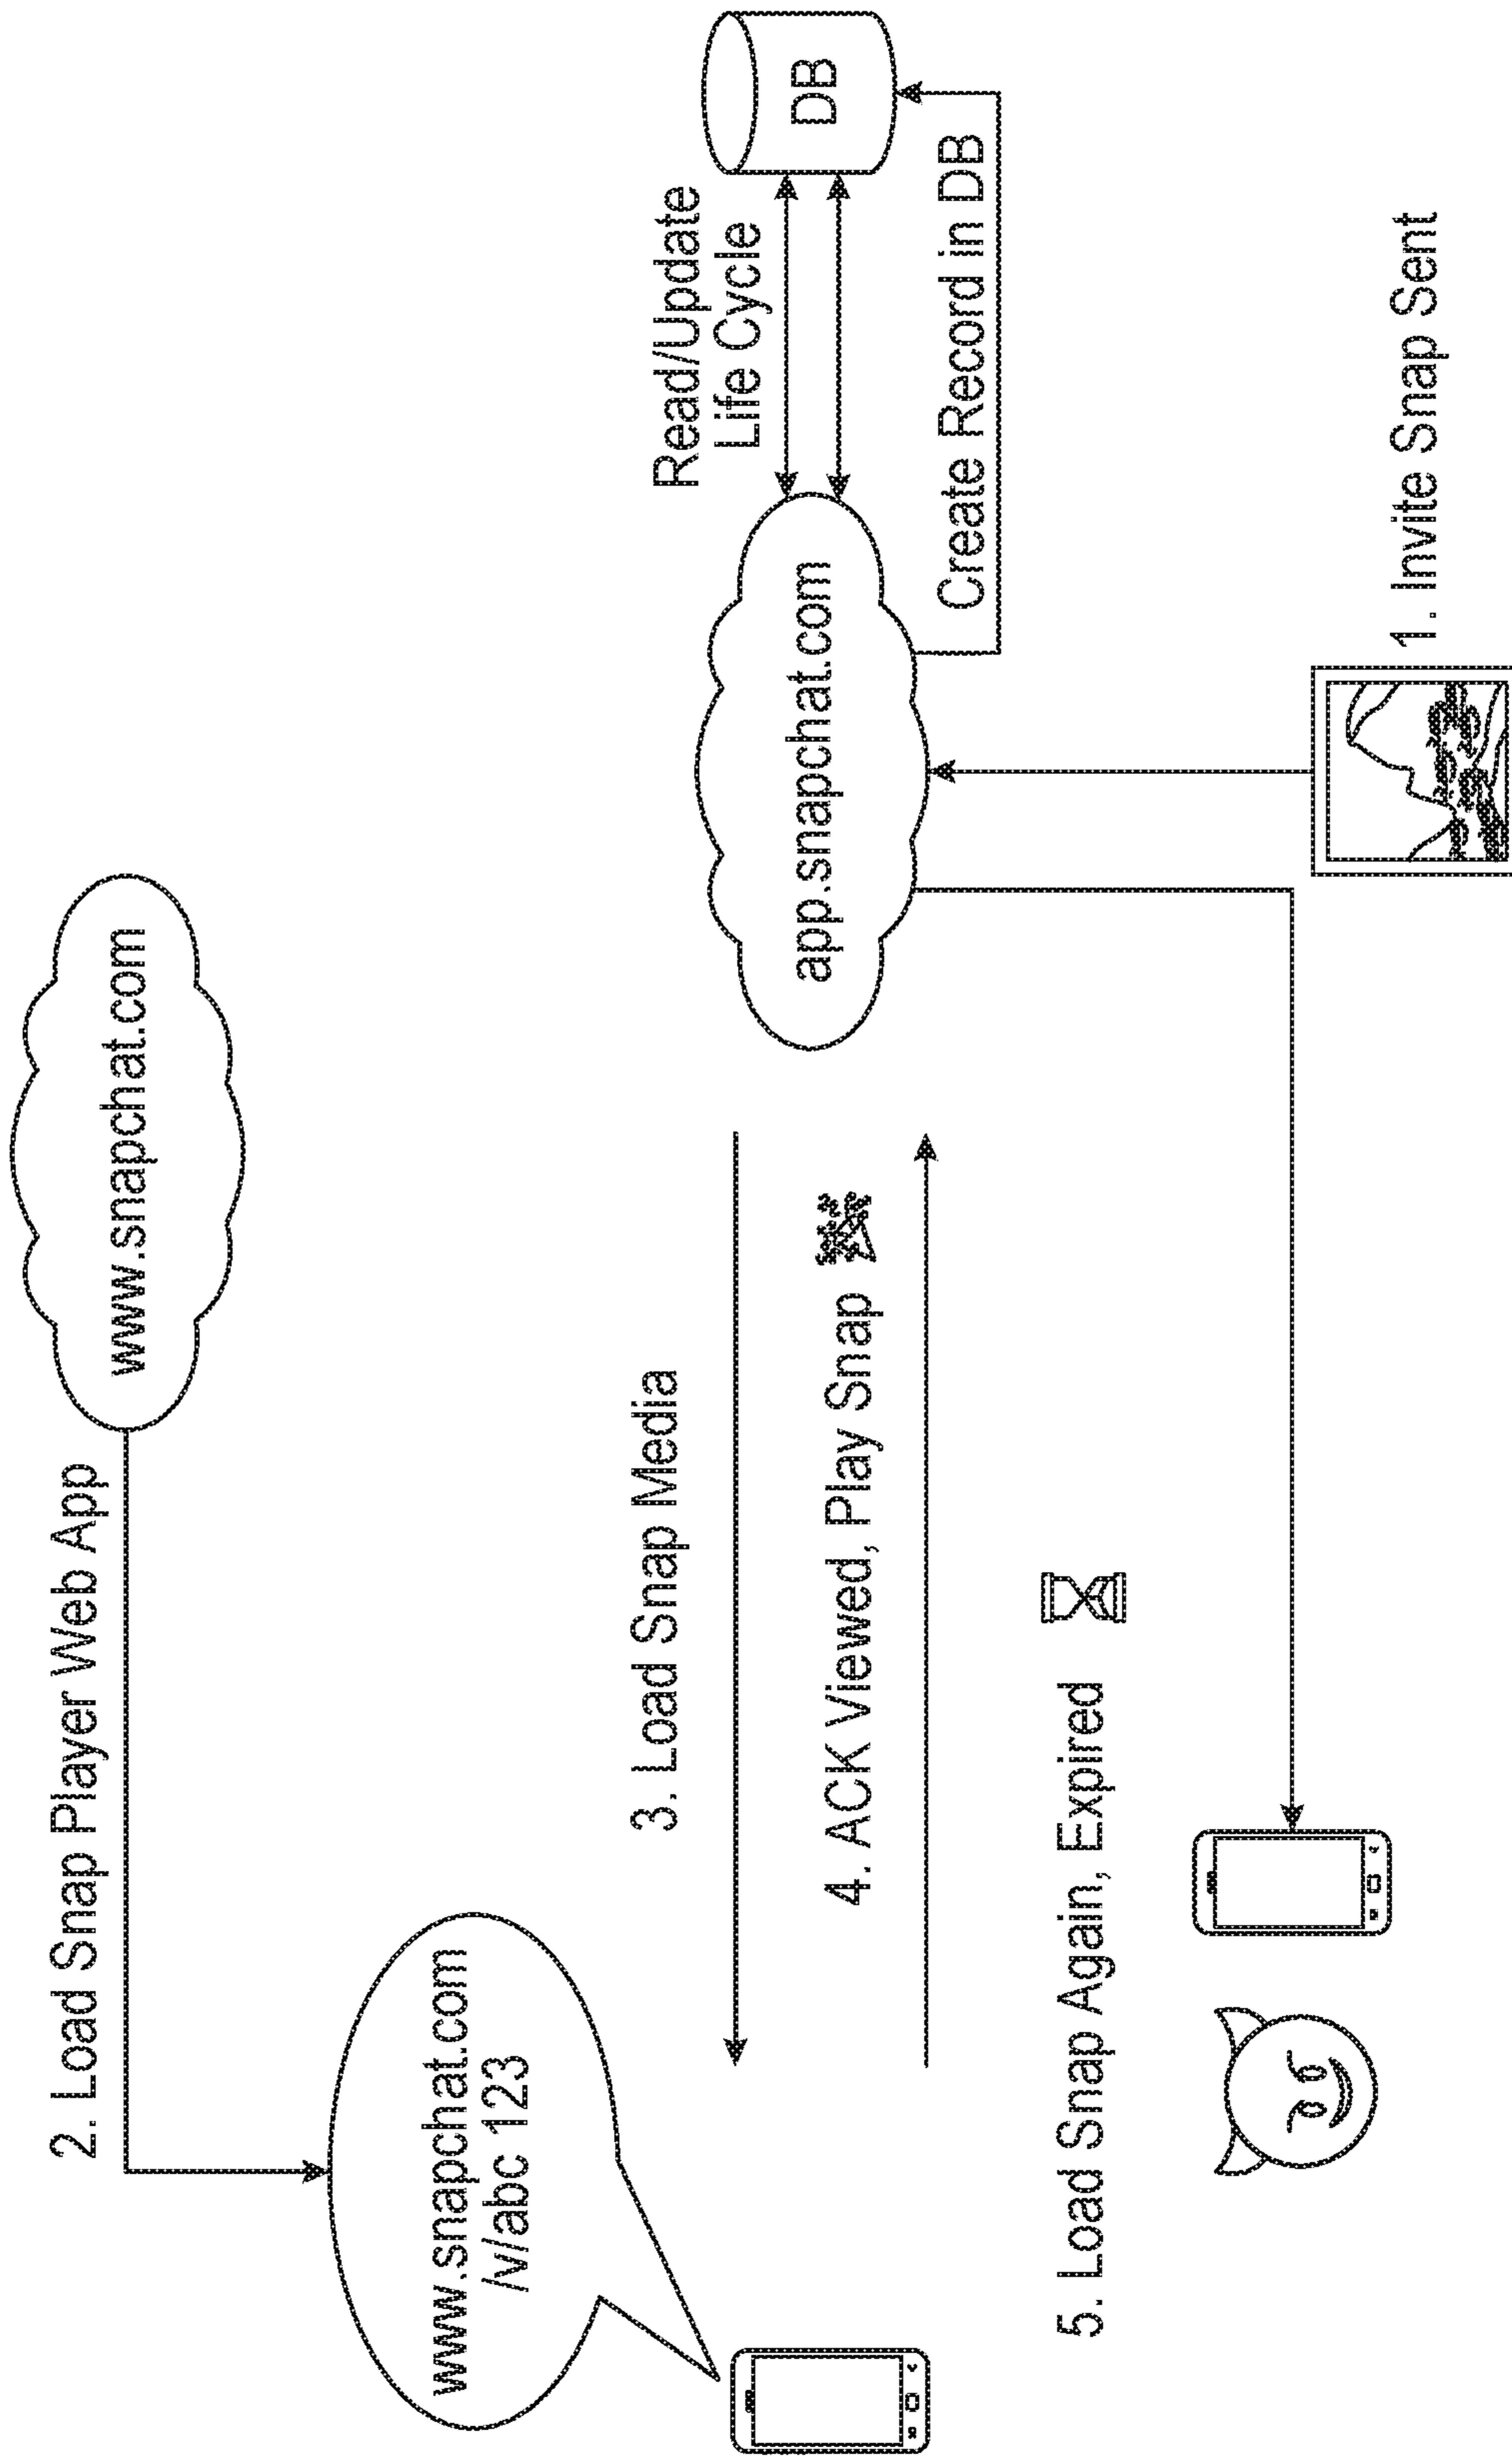 www.snapchat.com
2. Load Snap Player Web App
www.snapchat.com
/v/abc 123
Read/Update
Life Cycle
DB
3. Load Snap Media
app.snapchat.com
4. ACK Viewed, Play Snap
Create Record in DB
5. Load Snap Again, Expired
1. Invite Snap Sent